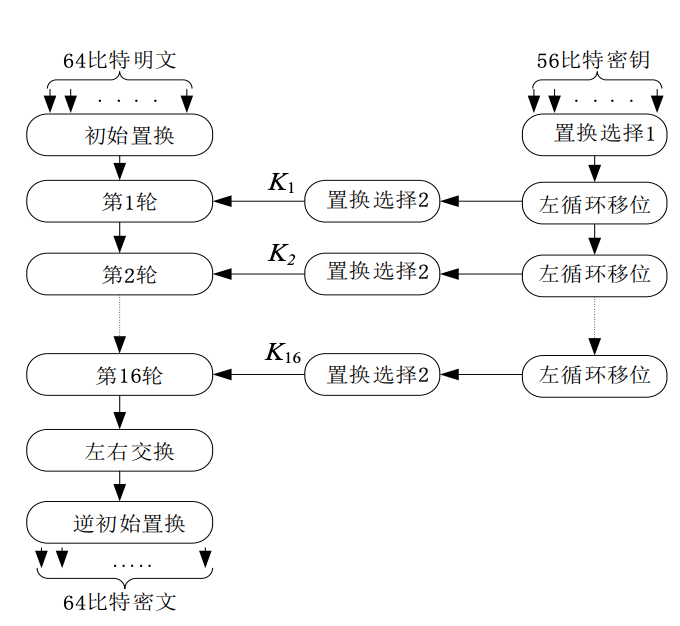 64比特明文
56比特密钥
· · · ·
· · · ·
初始置换
置换选择1
第1轮
K1
置换选择2
左循环移位
第2轮
K2
置换选择2
左循环移位
第16轮
K16
置换选择2
左循环移位
左右交换
逆初始置换
·····
64比特密文